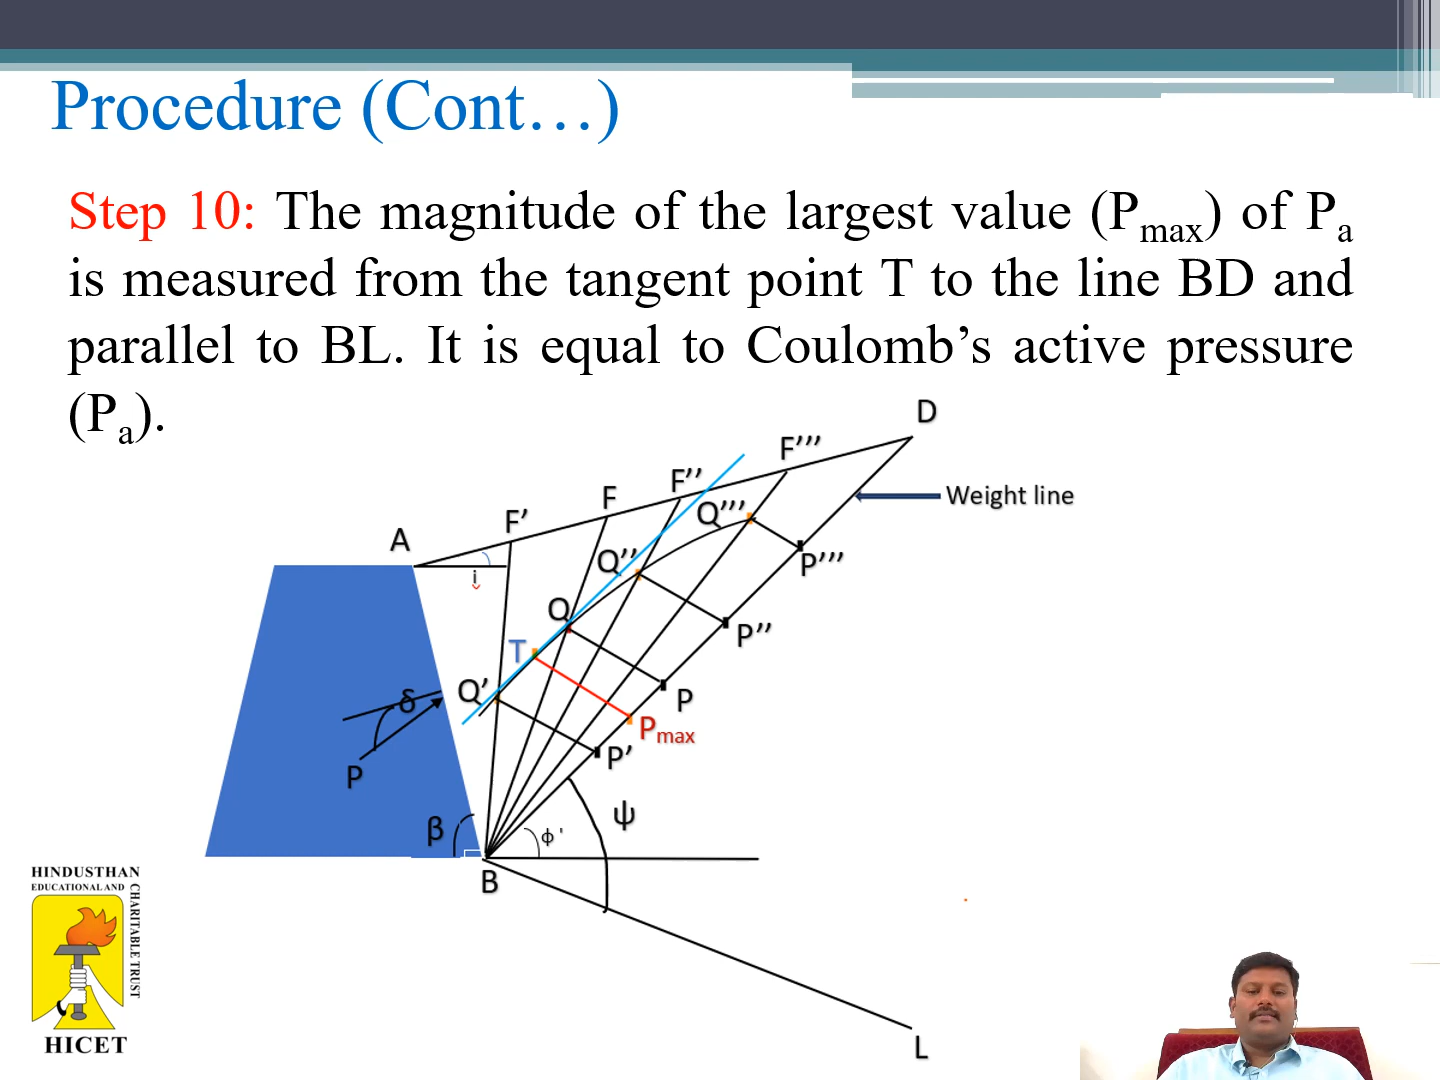 Procedure (Cont…)
Step 10: The magnitude of the largest value (Pmax) of Pa
is measured from the tangent point T to the line BD and
parallel to BL. It is equal to Coulomb’s active pressure
(Pa).
D
F’’’
F’’
F
Weight line
Q’’’
F’
A
P’’’
Q’’
i
Q
P’’
T
Q’
δ
P
Pmax
P’
P
ψ
β
ϕ '
B
HINDUSTHAN
EDUCATIONAL AND
CHARITABLE TRUST
HICET
L